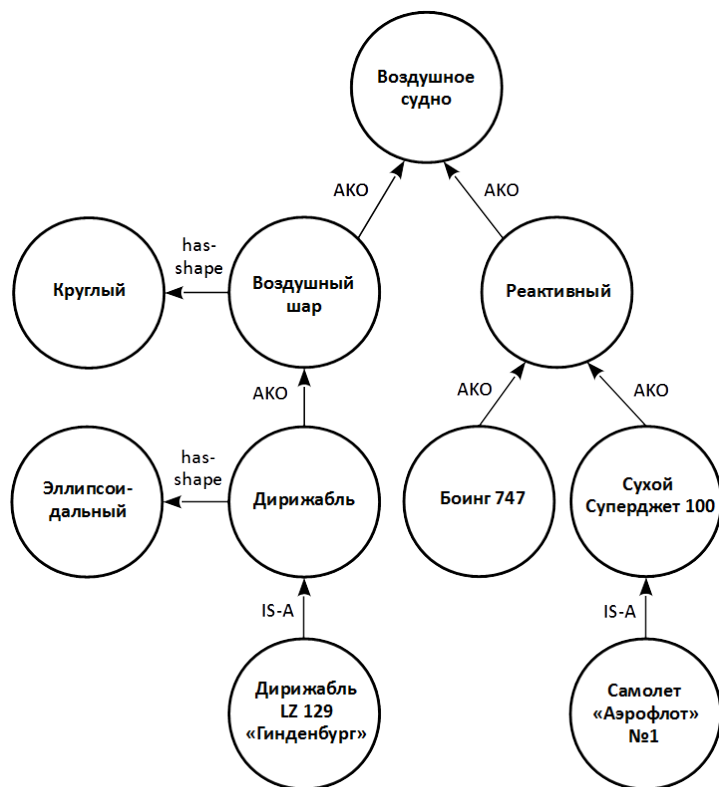 Воздушное
судно
АКО
АКО
has-
shape
Круглый
Воздушный
шар
Реактивный
АКО
АКО
АКО
has-
shape
Эллипсои-
дальный
Дирижабль
Боинг 747
Сухой
Суперджет 100
IS-A
IS-A
Дирижабль
LZ 129
«Гинденбург»
Самолет
«Аэрофлот»
№1